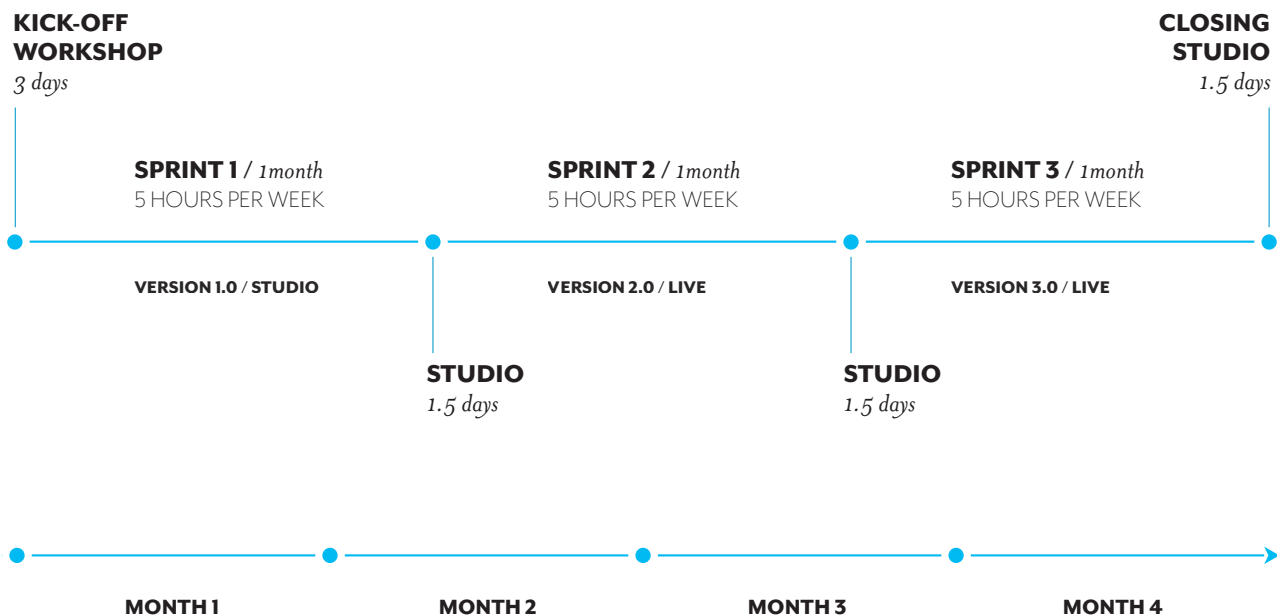 KICK-OFF
WORKSHOP
3 days
CLOSING
STUDIO
1.5 days
SPRINT 1 / 1month
5 HOURS PER WEEK
SPRINT 2 / 1month
5 HOURS PER WEEK
SPRINT 3 / 1month
5 HOURS PER WEEK
VERSION 1.0 / STUDIO
VERSION 2.0 / LIVE
VERSION 3.0 / LIVE
STUDIO
1.5 days
STUDIO
1.5 days
MONTH 1
MONTH 2
MONTH 3
MONTH 4